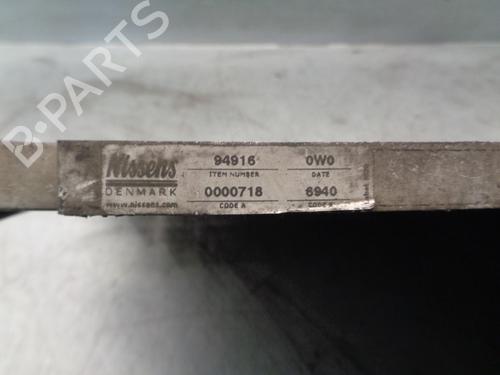 Nissens
DENMARK
www.nissens.com
94916
ITEM NUMBER
0000718
CODE A
0W0
DATE
6940
B-PARTS